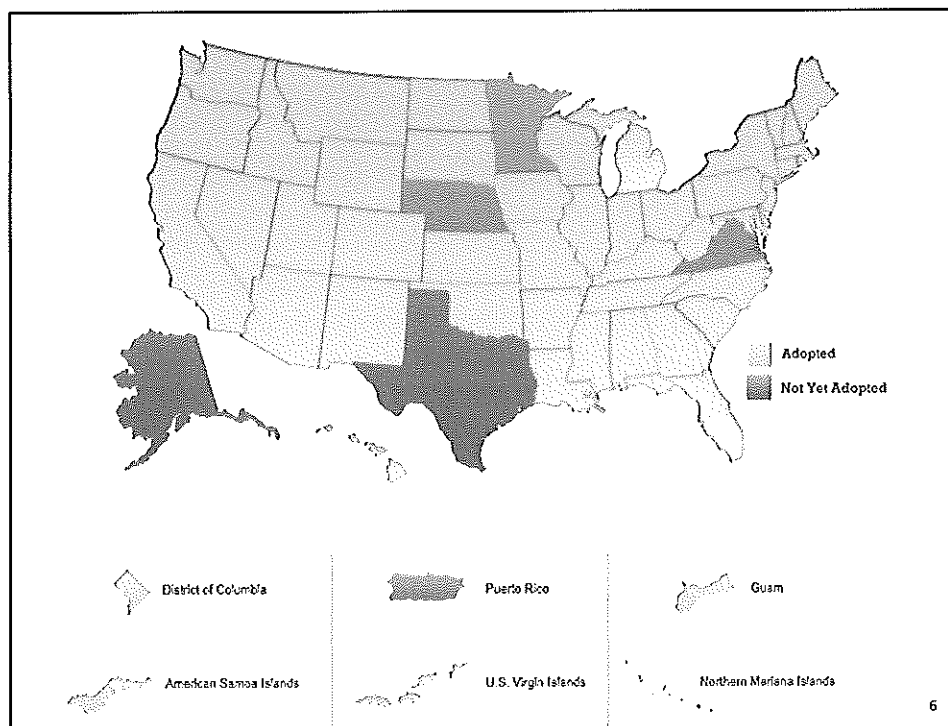 Adopted
Not Yet Adopted
District of Columbia
Puerto Rico
Guam
American Samoa Islands
U.S. Virgin Islands
Northern Mariana Islands
6